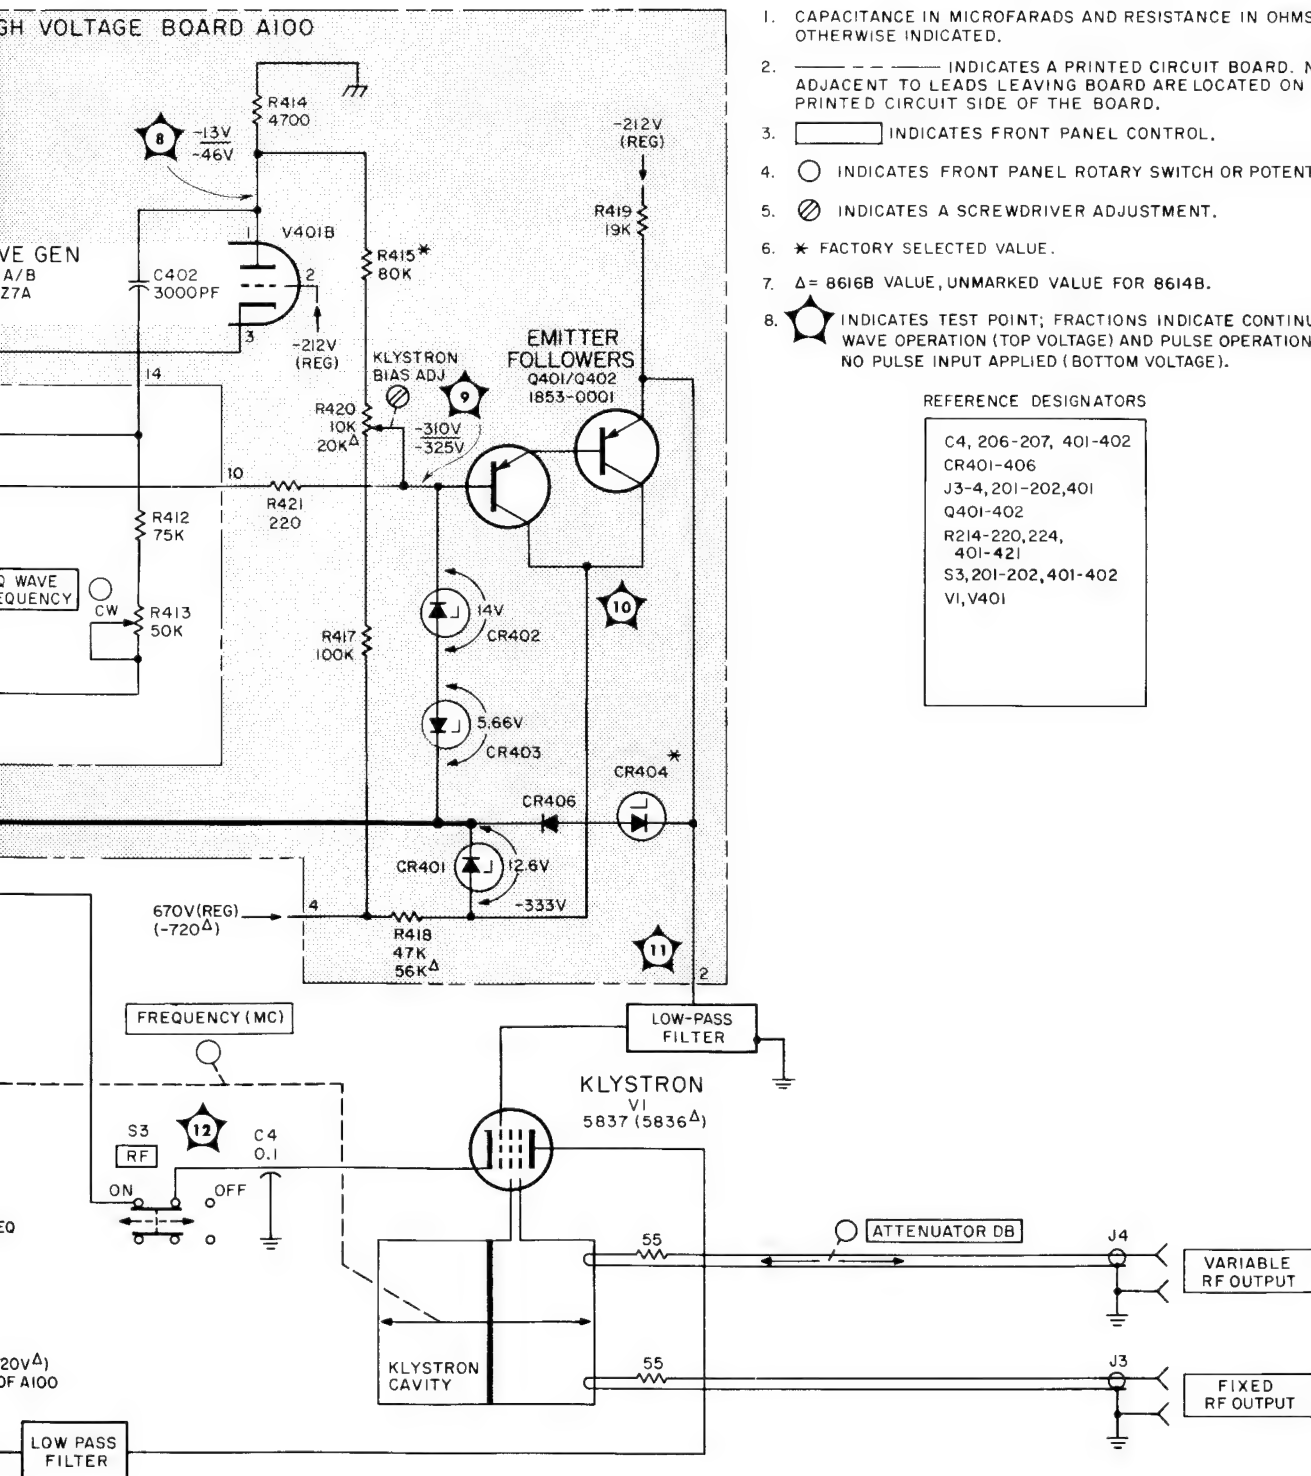 GH VOLTAGE BOARD A100
R414
4700
8
-13V
-46V
-212V
(REG)
R419
19K
1
V401B
2
3
R415*
80K
VE GEN
A/B
Z7A
C402
3000PF
-212V
(REG)
14
KLYSTRON
BIAS ADJ
9
EMITTER
FOLLOWERS
Q401/Q402
1853-0001
R420
10K
20KΔ
-310V
-325V
10
R421
220
R412
75K
Q WAVE
EQUENCY
CW
R413
50K
R417
100K
14V
CR402
10
5.66V
CR403
CR404*
CR406
CR401
12.6V
-333V
670V(REG)
(-720Δ)
4
R418
47K
56KΔ
11
2
LOW-PASS
FILTER
FREQUENCY (MC)
KLYSTRON
V1
5837 (5836Δ)
S3
RF
12
C4
0.1
ON
OFF
EQ
55
ATTENUATOR DB
J4
VARIABLE
RF OUTPUT
KLYSTRON
CAVITY
55
J3
FIXED
RF OUTPUT
20VΔ)
OF A100
LOW PASS
FILTER
1. CAPACITANCE IN MICROFARADS AND RESISTANCE IN OHMS
OTHERWISE INDICATED.
2. INDICATES A PRINTED CIRCUIT BOARD. N
ADJACENT TO LEADS LEAVING BOARD ARE LOCATED ON
PRINTED CIRCUIT SIDE OF THE BOARD.
3. INDICATES FRONT PANEL CONTROL.
4. INDICATES FRONT PANEL ROTARY SWITCH OR POTENT
5. INDICATES A SCREWDRIVER ADJUSTMENT.
6. * FACTORY SELECTED VALUE.
7. Δ= 8616B VALUE, UNMARKED VALUE FOR 8614B.
8. INDICATES TEST POINT; FRACTIONS INDICATE CONTINU
WAVE OPERATION (TOP VOLTAGE) AND PULSE OPERATION
NO PULSE INPUT APPLIED (BOTTOM VOLTAGE).
REFERENCE DESIGNATORS
C4, 206-207, 401-402
CR401-406
J3-4, 201-202, 401
Q401-402
R214-220, 224,
401-421
S3, 201-202, 401-402
V1, V401